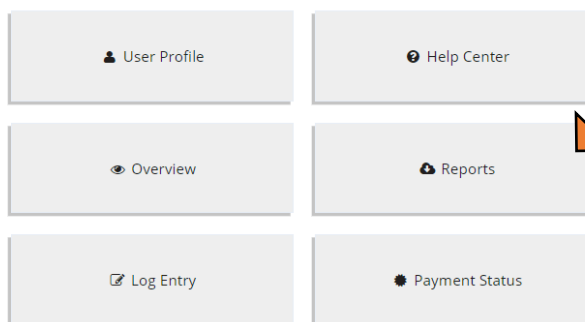 User Profile
Help Center
Overview
Reports
Log Entry
Payment Status